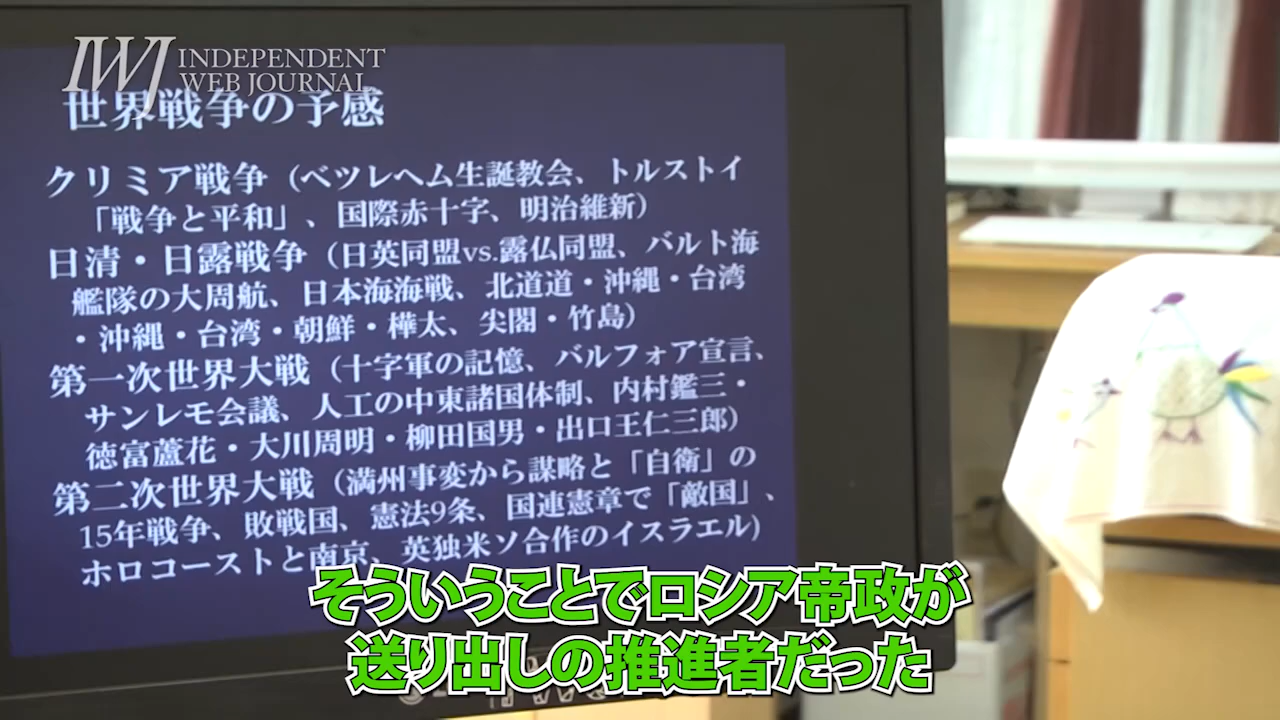 IWJ INDEPENDENT
WEB JOURNAL
世界戦争の予感
クリミア戦争（ベツレヘム生誕教会、トルストイ
「戦争と平和」、国際赤十字、明治維新）
日清・日露戦争（日英同盟vs.露仏同盟、バルト海
艦隊の大周航、日本海海戦、北道道・沖縄・台湾
・沖縄・台湾・朝鮮・樺太、尖閣・竹島）
第一次世界大戦（十字軍の記憶、バルフォア宣言、
サンレモ会議、人工の中東諸国体制、内村鑑三・
徳富蘆花・大川周明・柳田国男・出口王仁三郎）
第二次世界大戦（満州事変から謀略と「自衛」の
15年戦争、敗戦国、憲法9条、国連憲章で「敵国」、
ホロコーストと南京、英独米ソ合作のイスラエル)
そういうことでロシア帝政が
送り出しの推進者だった